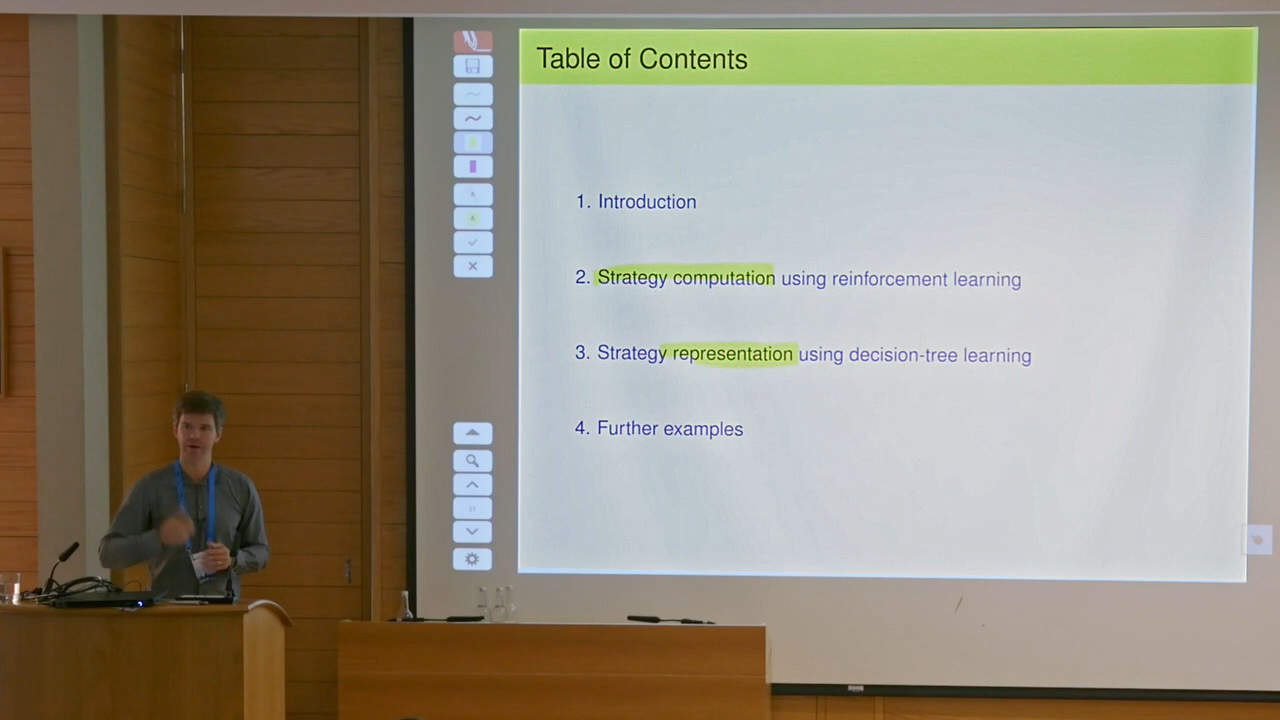 Table of Contents
1. Introduction
2. Strategy computation using reinforcement learning
3. Strategy representation using decision-tree learning
4. Further examples